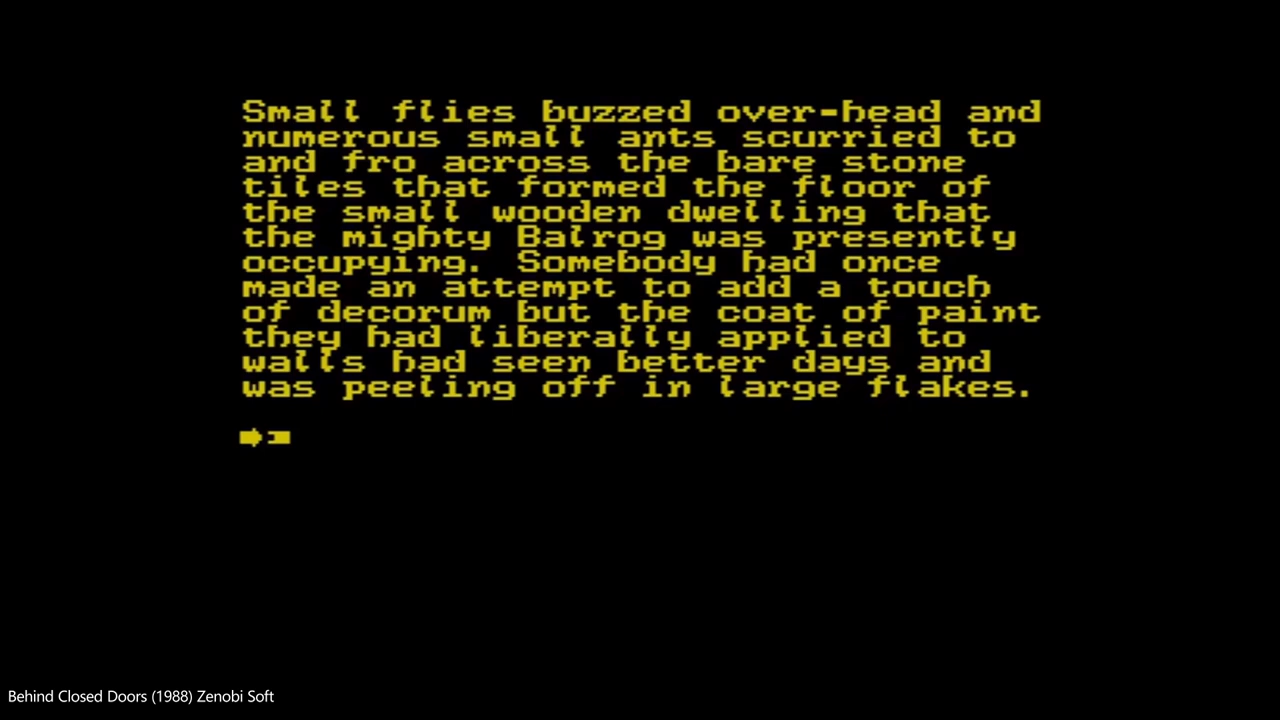 Small flies buzzed over-head and
numerous small ants scurried to
and fro across the bare stone
tiles that formed the floor of
the small wooden dwelling that
the mighty Balrog was presently
occupying. Somebody had once
made an attempt to add a touch
of decorum but the coat of paint
they had liberally applied to
walls had seen better days and
was peeling off in large flakes.
Behind Closed Doors (1988) Zenobi Soft